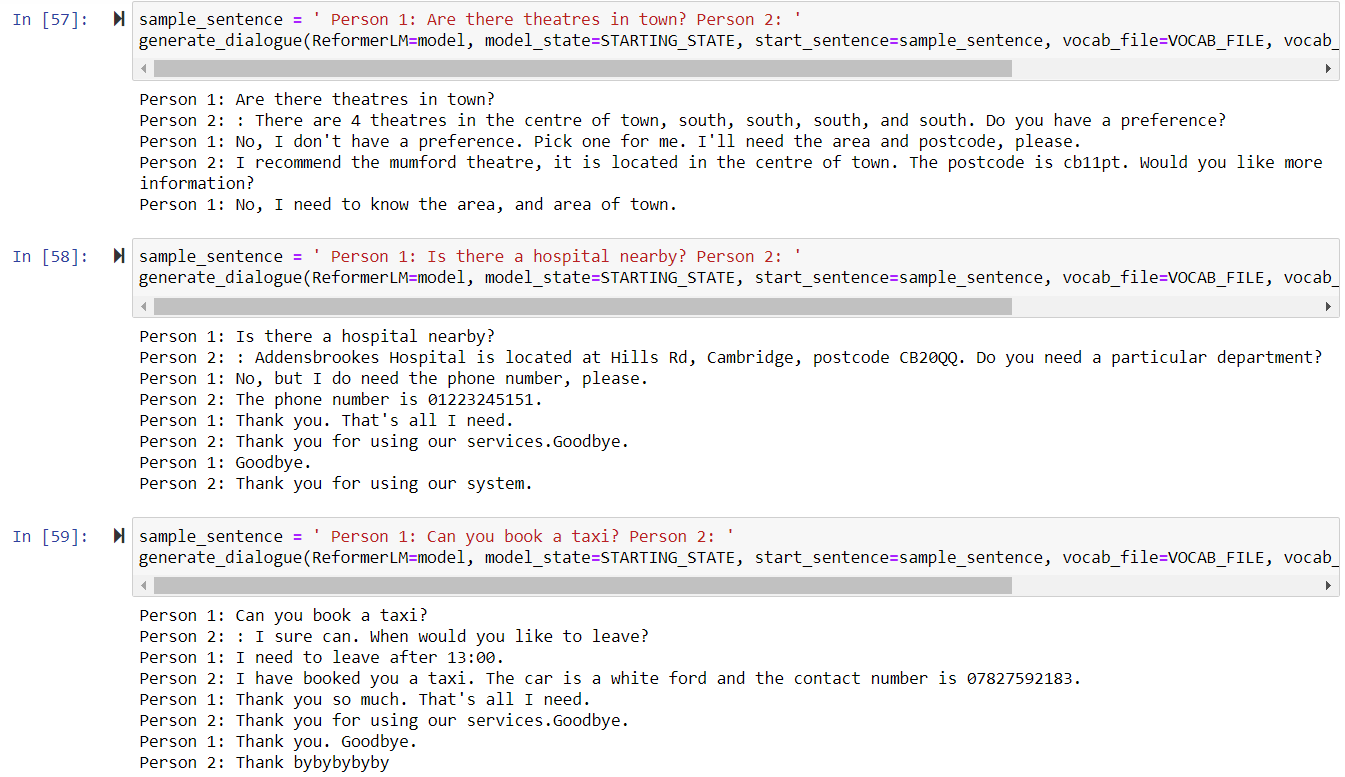 In [57]: sample_sentence = ' Person 1: Are there theatres in town? Person 2: '
generate_dialogue(ReformerLM=model, model_state=STARTING_STATE, start_sentence=sample_sentence, vocab_file=VOCAB_FILE, vocab_
Person 1: Are there theatres in town?
Person 2: : There are 4 theatres in the centre of town, south, south, south, and south. Do you have a preference?
Person 1: No, I don't have a preference. Pick one for me. I'll need the area and postcode, please.
Person 2: I recommend the mumford theatre, it is located in the centre of town. The postcode is cb11pt. Would you like more
information?
Person 1: No, I need to know the area, and area of town.
In [58]: sample_sentence = ' Person 1: Is there a hospital nearby? Person 2: '
generate_dialogue(ReformerLM=model, model_state=STARTING_STATE, start_sentence=sample_sentence, vocab_file=VOCAB_FILE, vocab_
Person 1: Is there a hospital nearby?
Person 2: : Addensbrookes Hospital is located at Hills Rd, Cambridge, postcode CB20QQ. Do you need a particular department?
Person 1: No, but I do need the phone number, please.
Person 2: The phone number is 01223245151.
Person 1: Thank you. That's all I need.
Person 2: Thank you for using our services.Goodbye.
Person 1: Goodbye.
Person 2: Thank you for using our system.
In [59]: sample_sentence = ' Person 1: Can you book a taxi? Person 2: '
generate_dialogue(ReformerLM=model, model_state=STARTING_STATE, start_sentence=sample_sentence, vocab_file=VOCAB_FILE, vocab_
Person 1: Can you book a taxi?
Person 2: : I sure can. When would you like to leave?
Person 1: I need to leave after 13:00.
Person 2: I have booked you a taxi. The car is a white ford and the contact number is 07827592183.
Person 1: Thank you so much. That's all I need.
Person 2: Thank you for using our services.Goodbye.
Person 1: Thank you. Goodbye.
Person 2: Thank bybybybyby